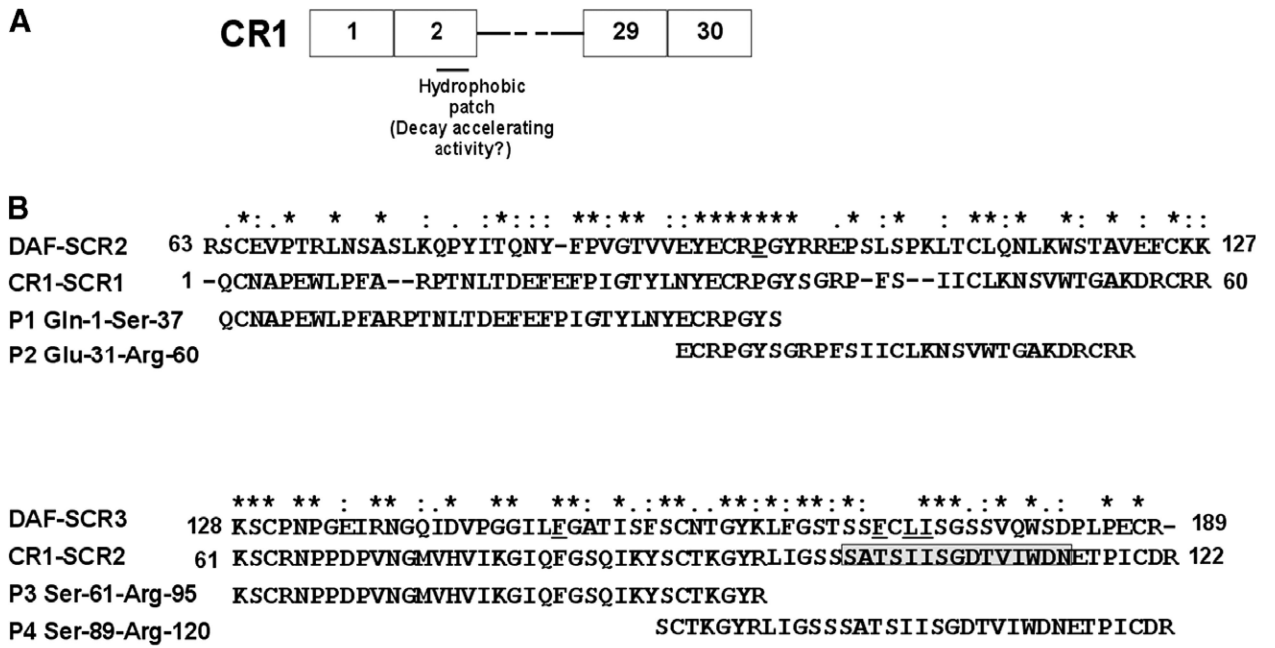 A
CR1 1 2 29 30
Hydrophobic
patch
(Decay accelerating
activity?)
B
.*:.* * * : . :*::: **:** ::******* .* :* **:* *: * : *::
DAF-SCR2 63 RSCEVPTRLNSASLKQPYITQNY-FPVGTVVEYECRPGYRREPSLSPKLTCLQNLKWSTAVEFCKK 127
CR1-SCR1 1 -QCNAPEWLPFA--RPTNLTDEFEFPIGTYLNYECRPGYSGRP-FS--IICLKNSVWTGAKDRCRR 60
P1 Gln-1-Ser-37 QCNAPEWLPFARPTNLTDEFEFPIGTYLNYECRPGYS
P2 Glu-31-Arg-60 ECRPGYSGRPFSIICLKNSVWTGAKDRCRR
*** ** : ** :.* ** **: *.:** **:*:**:*: ***.:* *.: * *
DAF-SCR3 128 KSCPNPGEIRNGQIDVPGGILFGATISFSCNTGYKLFGSTSSFCLISGSSVQWSDPLPECR- 189
CR1-SCR2 61 KSCRNPPDPVNGMVHVIKGIQFGSQIKYSCTKGYRLIGSSSATSIISGDTVIWDNETPICDR 122
P3 Ser-61-Arg-95 KSCRNPPDPVNGMVHVIKGIQFGSQIKYSCTKGYR
P4 Ser-89-Arg-120 SCTKGYRLIGSSSATSIISGDTVIWDNETPICDR